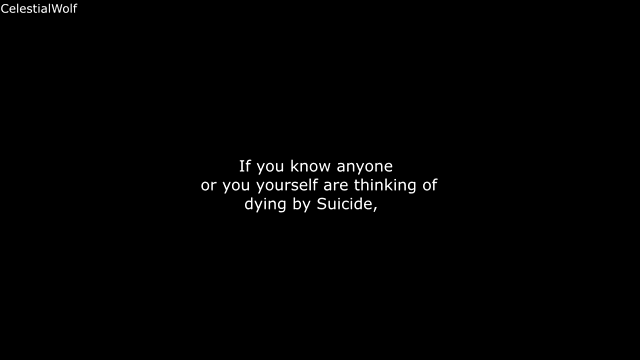 CelestialWolf
If you know anyone
or you yourself are thinking of
dying by Suicide,